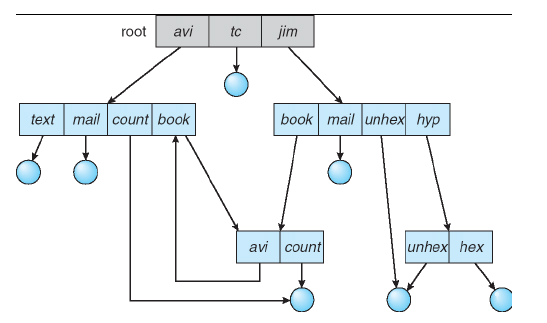 root avi tc jim
text mail count book book mail unhex hyp
avi count unhex hex